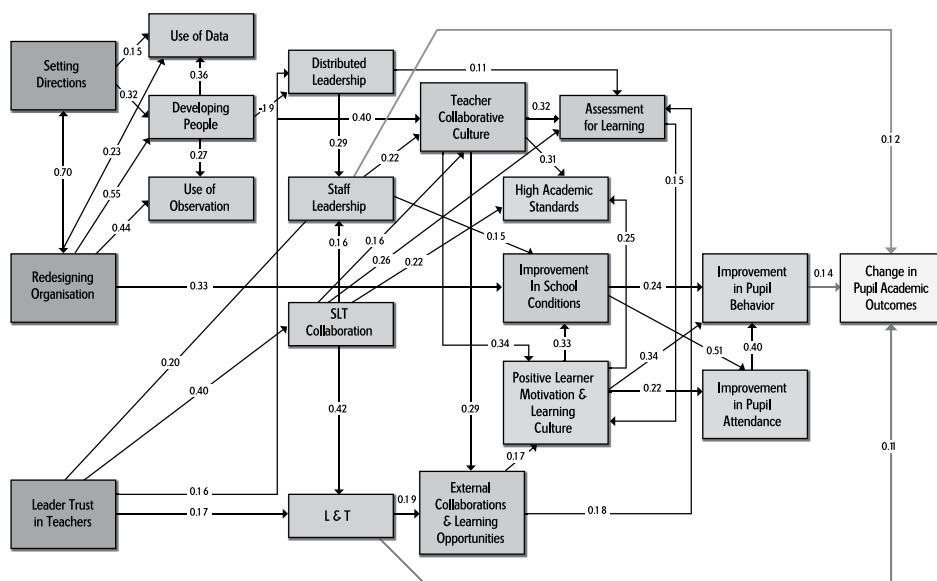 Setting
Directions
Use of Data
Developing
People
Use of
Observation
Redesigning
Organisation
Leader Trust
in Teachers
Distributed
Leadership
Staff
Leadership
SLT
Collaboration
L & T
Teacher
Collaborative
Culture
External
Collaborations
& Learning
Opportunities
Assessment
for Learning
High Academic
Standards
Improvement
In School
Conditions
Positive Learner
Motivation &
Learning
Culture
Improvement
in Pupil
Behavior
Improvement
in Pupil
Attendance
Change in
Pupil Academic
Outcomes
0.15
0.32
0.36
0.27
0.23
0.55
0.44
0.70
-1 9
0.40
0.11
0.29
0.22
0.32
0.31
0.16
0.16
0.26
0.22
0.15
0.25
0.15
0.12
0.33
0.24
0.14
0.20
0.40
0.42
0.34
0.29
0.33
0.34
0.51
0.40
0.22
0.17
0.16
0.17
0.19
0.18
0.11